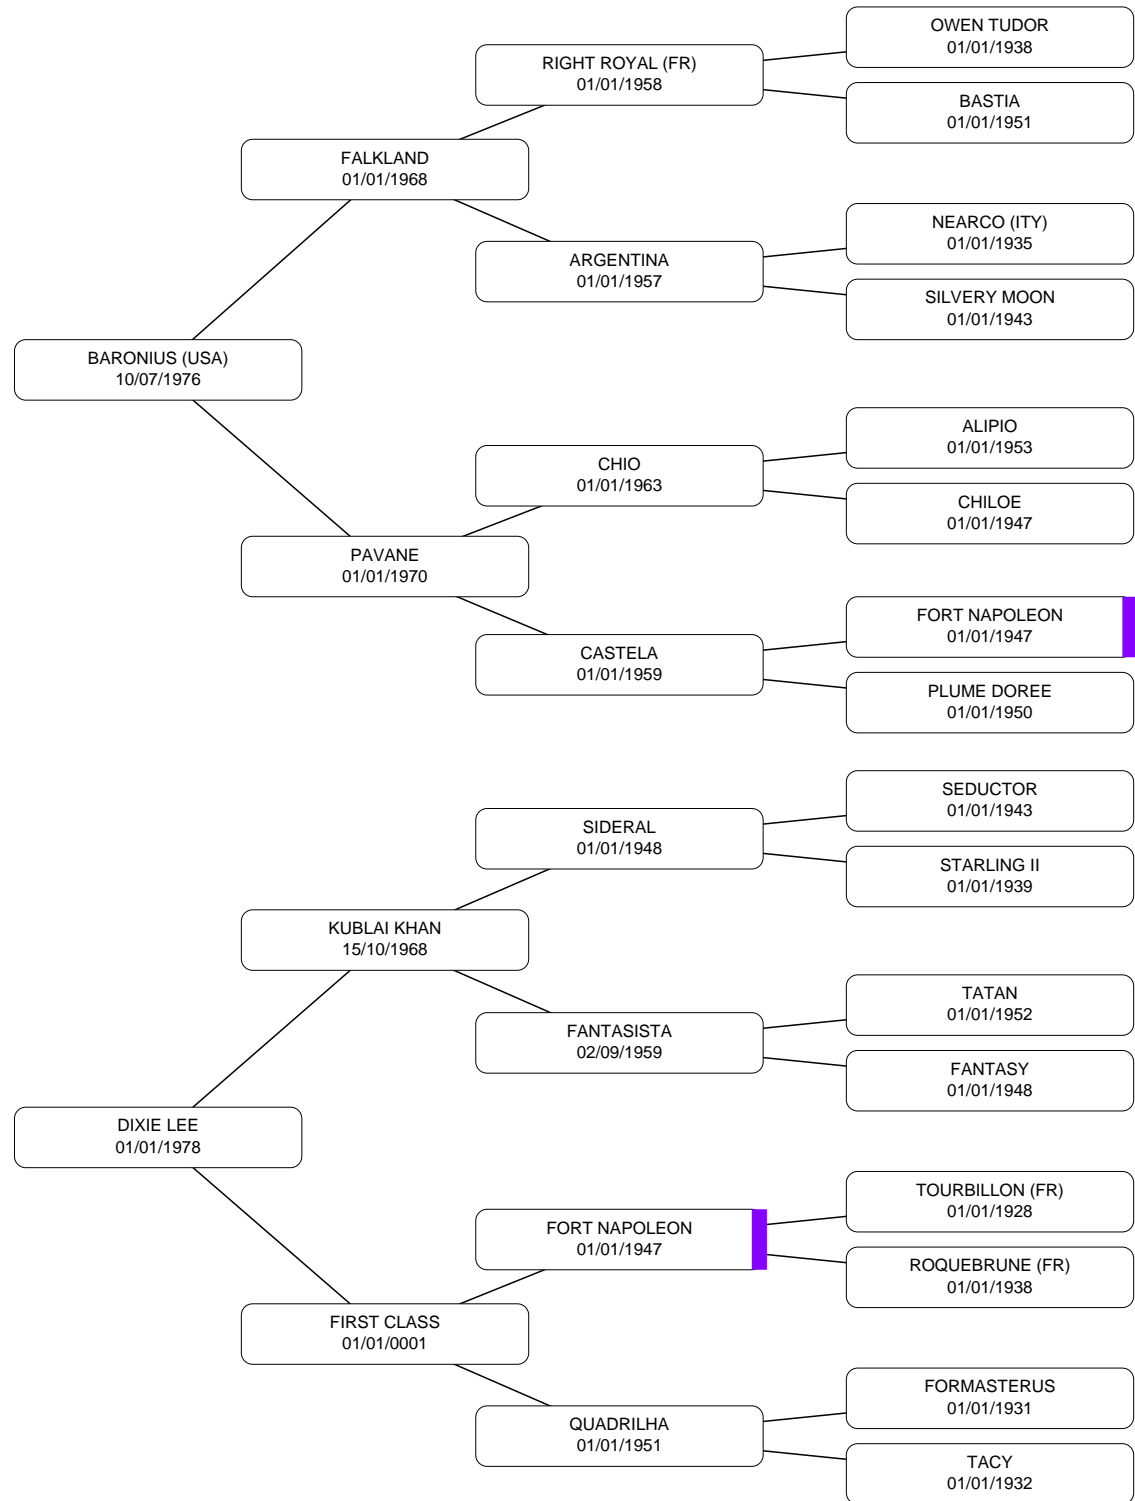 OWEN TUDOR
01/01/1938
RIGHT ROYAL (FR)
01/01/1958
BASTIA
01/01/1951
FALKLAND
01/01/1968
NEARCO (ITY)
01/01/1935
ARGENTINA
01/01/1957
SILVERY MOON
01/01/1943
BARONIUS (USA)
10/07/1976
ALIPIO
01/01/1953
CHIO
01/01/1963
CHILOE
01/01/1947
PAVANE
01/01/1970
FORT NAPOLEON
01/01/1947
CASTELA
01/01/1959
PLUME DOREE
01/01/1950
SEDUCTOR
01/01/1943
SIDERAL
01/01/1948
STARLING II
01/01/1939
KUBLAI KHAN
15/10/1968
TATAN
01/01/1952
FANTASISTA
02/09/1959
FANTASY
01/01/1948
DIXIE LEE
01/01/1978
TOURBILLON (FR)
01/01/1928
FORT NAPOLEON
01/01/1947
ROQUEBRUNE (FR)
01/01/1938
FIRST CLASS
01/01/0001
FORMASTERUS
01/01/1931
QUADRILHA
01/01/1951
TACY
01/01/1932